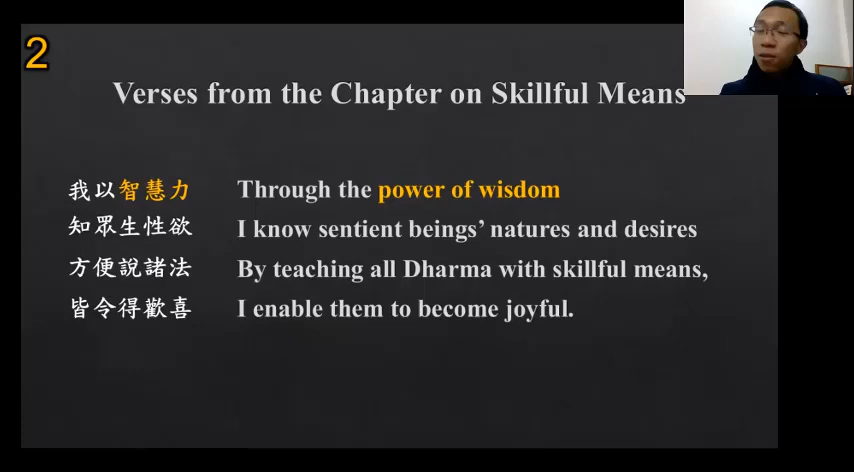 2
Verses from the Chapter on Skillful Means
我以智慧力 Through the power of wisdom
知眾生性欲 I know sentient beings' natures and desires
方便說諸法 By teaching all Dharma with skillful means,
皆令得歡喜 I enable them to become joyful.